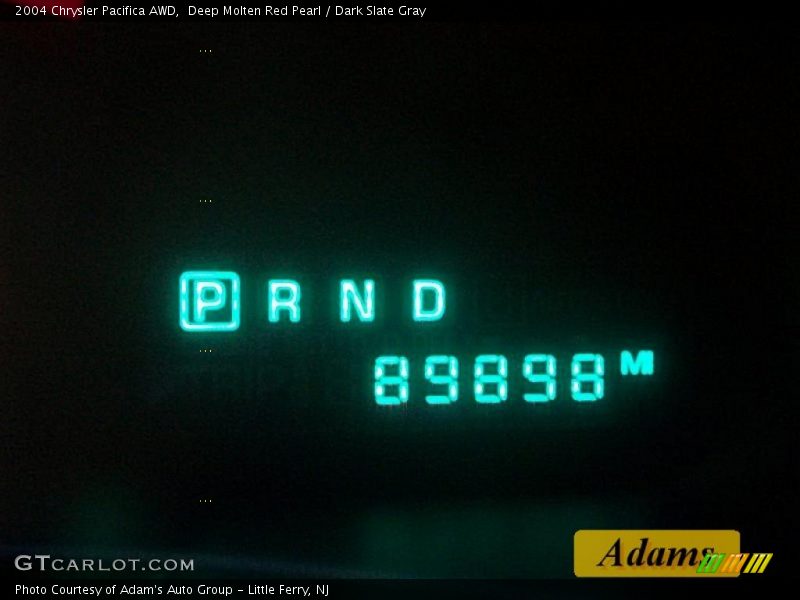 2004 Chrysler Pacifica AWD,  Deep Molten Red Pearl / Dark Slate Gray
P R N D
89898 M
Adams
GTCARLOT.COM
Photo Courtesy of Adam's Auto Group - Little Ferry, NJ